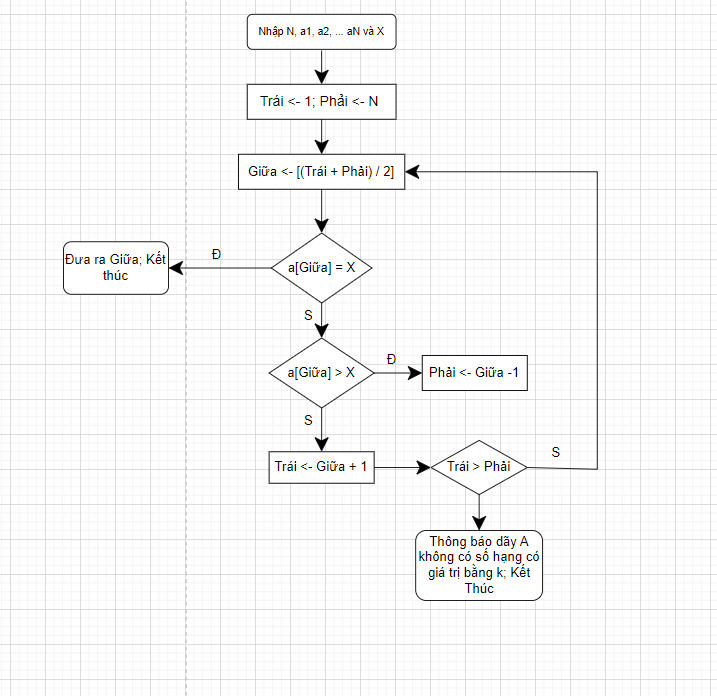 Nhập N, a1, a2, ... aN và X
Trái <- 1; Phải <- N
Giữa <- [(Trái + Phải) / 2]
Đ
a[Giữa] = X
Đưa ra Giữa; Kết
thúc
S
Đ
a[Giữa] > X
Phải <- Giữa -1
S
Trái <- Giữa + 1
Trái > Phải
S
Thông báo dãy A
không có số hạng có
giá trị bằng k; Kết
Thúc